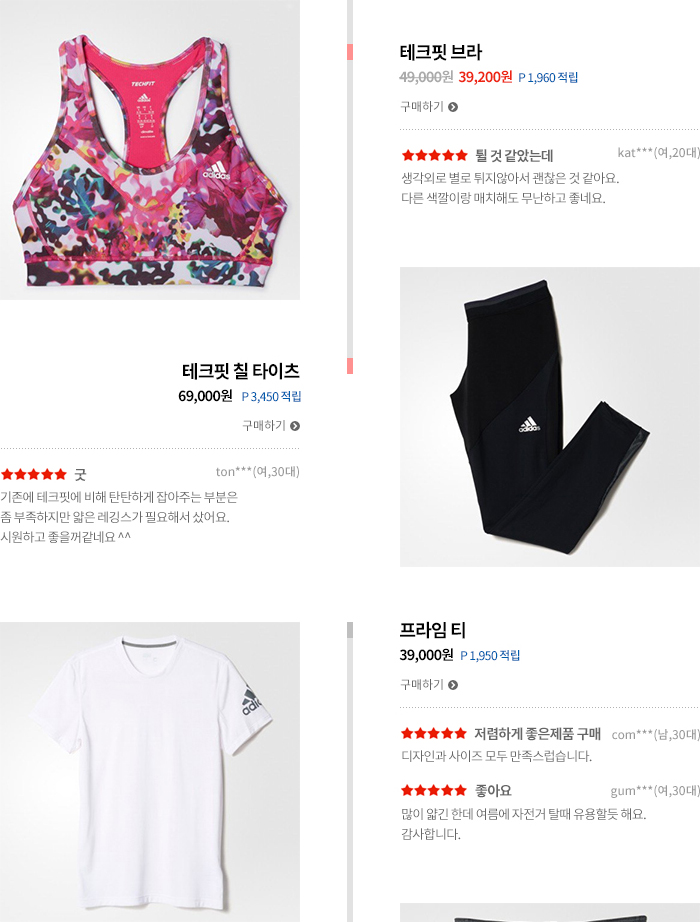 TECHFIT
adidas
adidas
테크핏 브라
49,000원 39,200원 P 1,960 적립
구매하기
튈 것 같았는데 kat***(여,20대)
생각외로 별로 튀지않아서 괜찮은 것 같아요.
다른 색깔이랑 매치해도 무난하고 좋네요.
테크핏 칠 타이츠
69,000원 P 3,450 적립
구매하기
굿 ton***(여,30대)
기존에 테크핏에 비해 탄탄하게 잡아주는 부분은
좀 부족하지만 얇은 레깅스가 필요해서 샀어요.
시원하고 좋을꺼같네요 ^^
adidas
프라임 티
39,000원 P 1,950 적립
구매하기
저렴하게 좋은제품 구매 com***(남,30대)
디자인과 사이즈 모두 만족스럽습니다.
좋아요 gum***(여,30대)
많이 얇긴 한데 여름에 자전거 탈때 유용할듯 해요.
감사합니다.